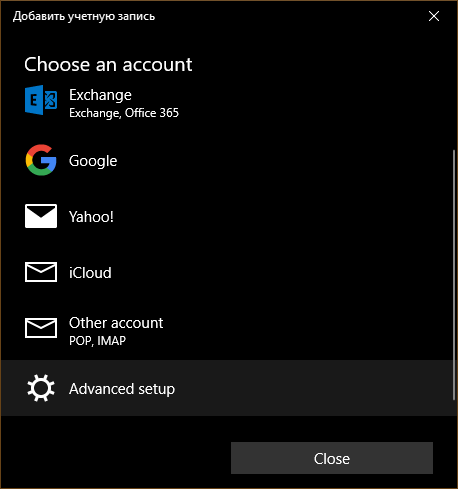 Добавить учетную запись
Choose an account
Exchange
Exchange, Office 365
Google
Yahoo!
iCloud
Other account
POP, IMAP
Advanced setup
Close